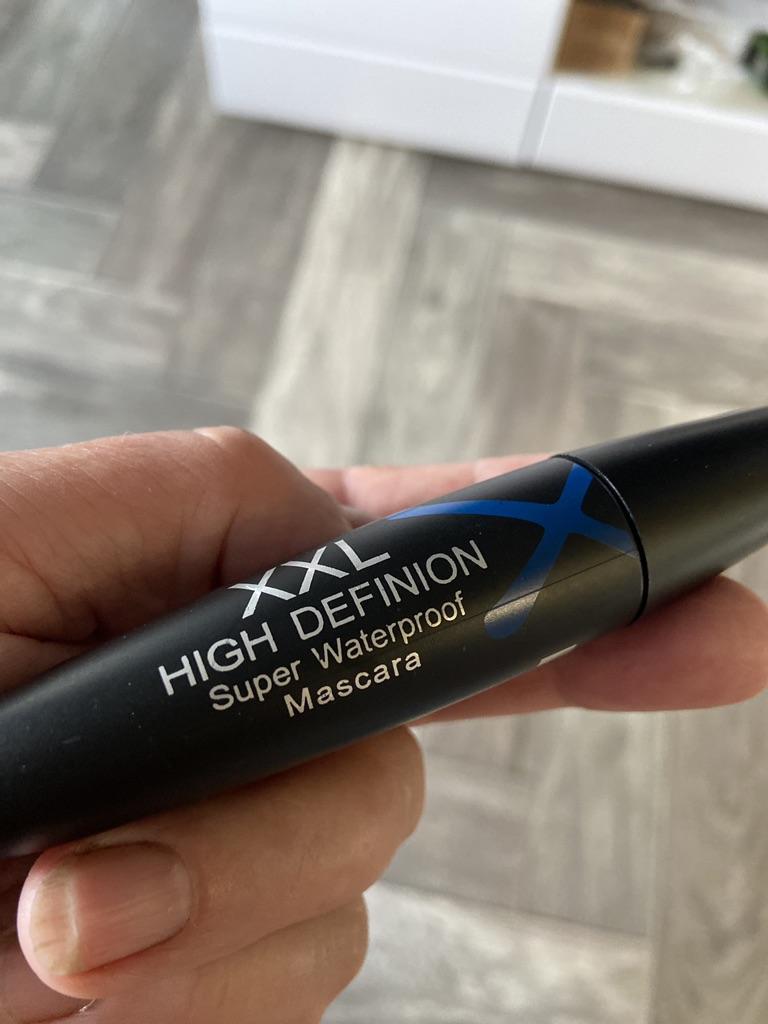 XXL
HIGH DEFINION
Super Waterproof
Mascara